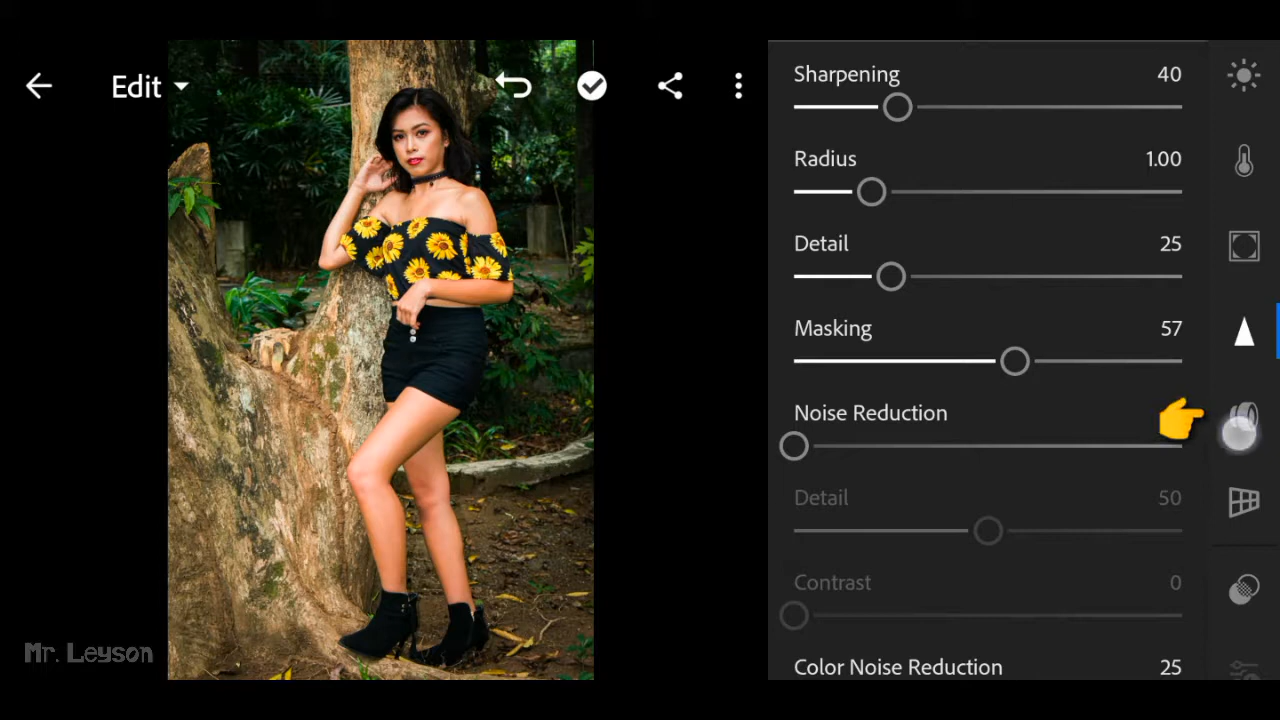 Edit
Sharpening 40
Radius 1.00
Detail 25
Masking 57
Noise Reduction
Detail 50
Contrast 0
Color Noise Reduction 25
Mr. Leyson